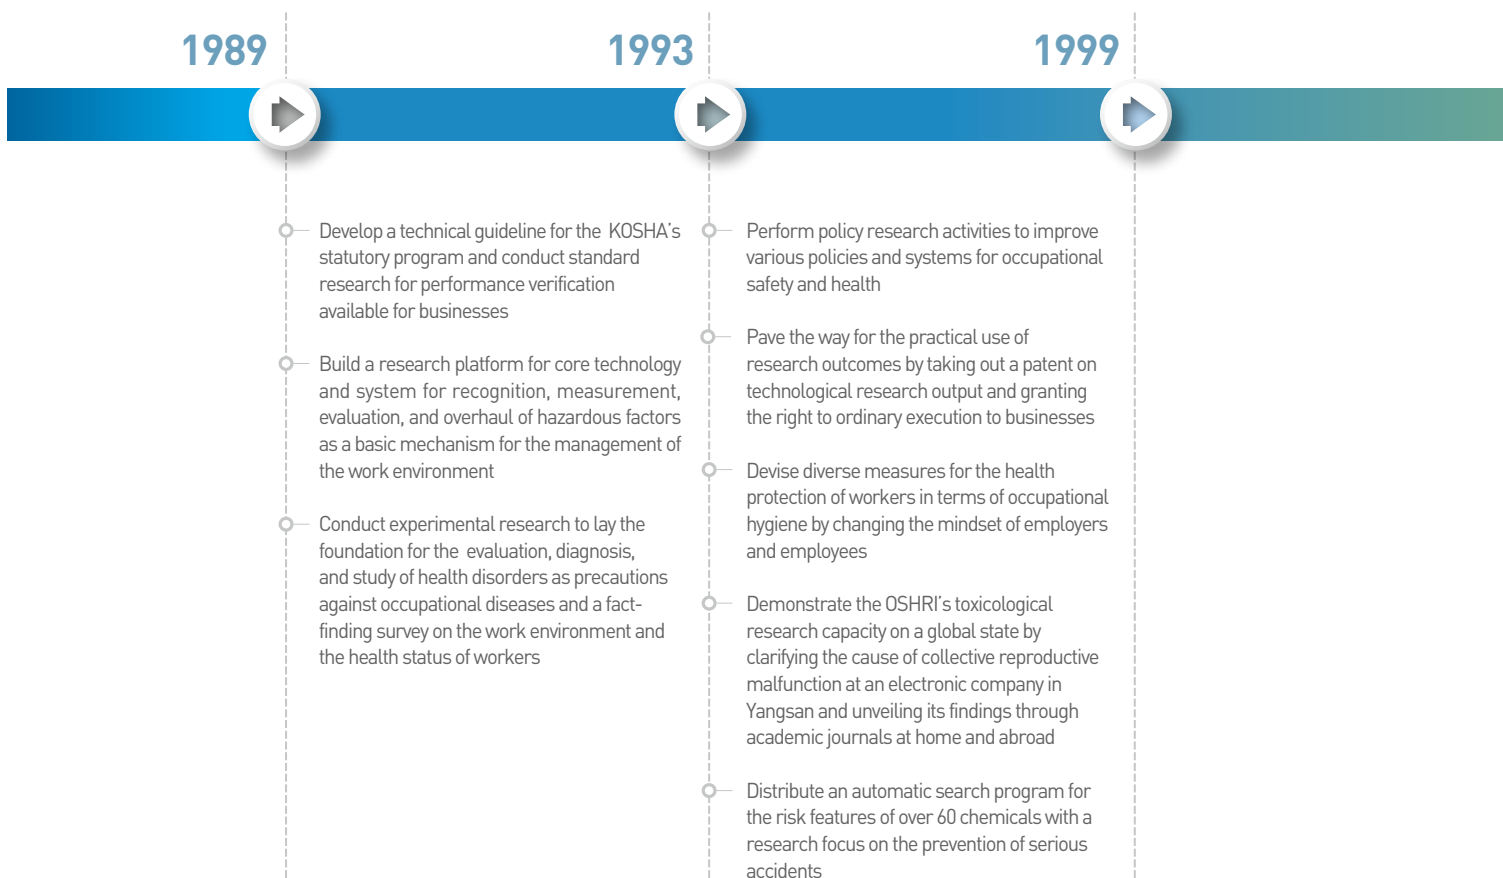 1989
1993
1999
Develop a technical guideline for the KOSHA's
statutory program and conduct standard
research for performance verification
available for businesses
Build a research platform for core technology
and system for recognition, measurement,
evaluation, and overhaul of hazardous factors
as a basic mechanism for the management of
the work environment
Conduct experimental research to lay the
foundation for the evaluation, diagnosis,
and study of health disorders as precautions
against occupational diseases and a fact-
finding survey on the work environment and
the health status of workers
Perform policy research activities to improve
various policies and systems for occupational
safety and health
Pave the way for the practical use of
research outcomes by taking out a patent on
technological research output and granting
the right to ordinary execution to businesses
Devise diverse measures for the health
protection of workers in terms of occupational
hygiene by changing the mindset of employers
and employees
Demonstrate the OSHRI's toxicological
research capacity on a global state by
clarifying the cause of collective reproductive
malfunction at an electronic company in
Yangsan and unveiling its findings through
academic journals at home and abroad
Distribute an automatic search program for
the risk features of over 60 chemicals with a
research focus on the prevention of serious
accidents